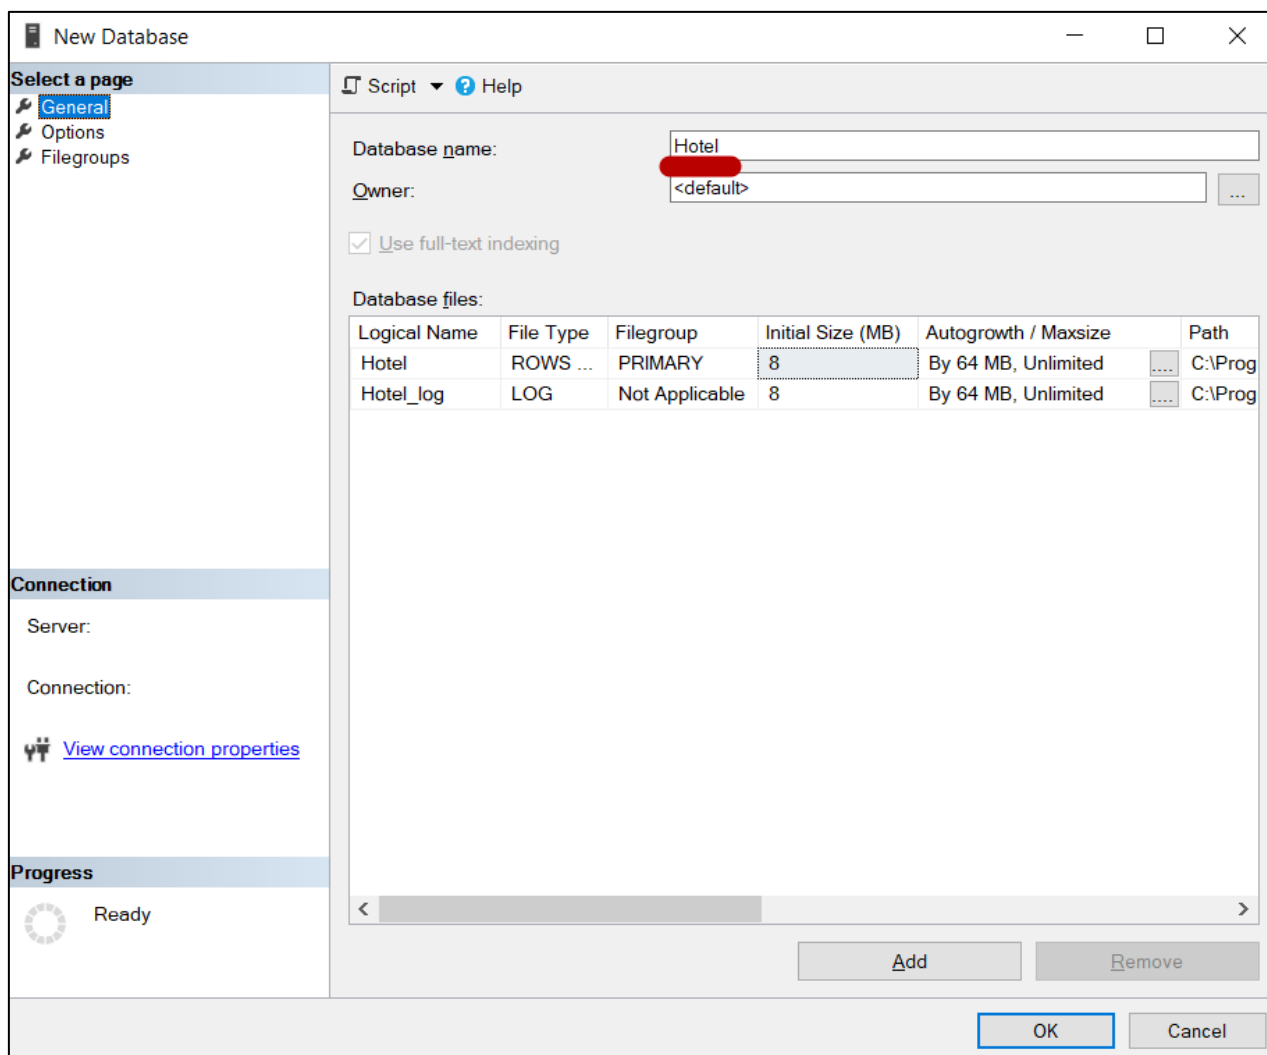 New Database
Select a page
General
Options
Filegroups
Script Help
Database name: Hotel
Owner: <default> ...
Use full-text indexing
Database files:
Logical Name File Type Filegroup Initial Size (MB) Autogrowth / Maxsize Path
Hotel ROWS ... PRIMARY 8 By 64 MB, Unlimited .... C:\Prog
Hotel_log LOG Not Applicable 8 By 64 MB, Unlimited .... C:\Prog
Connection
Server:
Connection:
View connection properties
Progress
Ready
Add Remove
OK Cancel